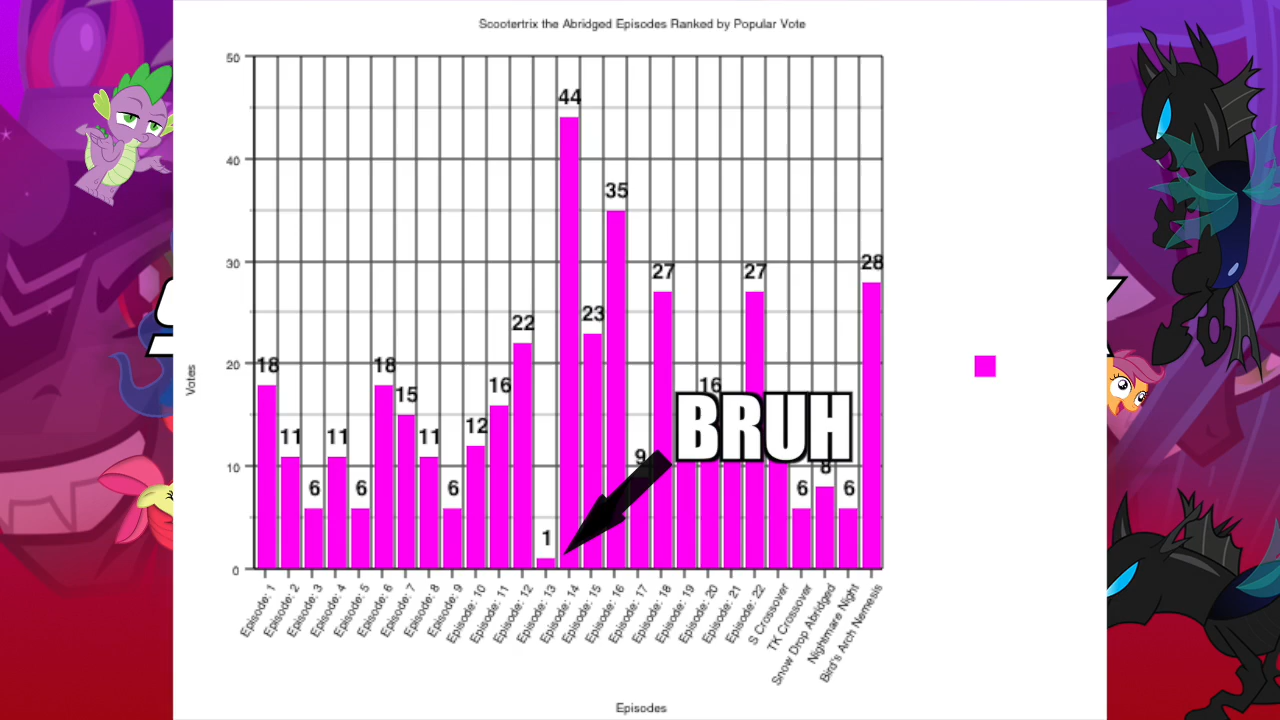 Scootertrix the Abridged Episodes Ranked by Popular Vote
50
40
30
20
10
0
Votes
18
11
6
11
6
18
15
11
6
12
16
22
1
44
23
35
9
27
16
27
6
8
6
28
BRUH
Episode: 1
Episode: 2
Episode: 3
Episode: 4
Episode: 5
Episode: 6
Episode: 7
Episode: 8
Episode: 9
Episode: 10
Episode: 11
Episode: 12
Episode: 13
Episode: 14
Episode: 15
Episode: 16
Episode: 17
Episode: 18
Episode: 19
Episode: 20
Episode: 21
Episode: 22
S Crossover
TK Crossover
Snow Drop Abridged
Nightmare Night
Bird's Arch Nemesis
Episodes